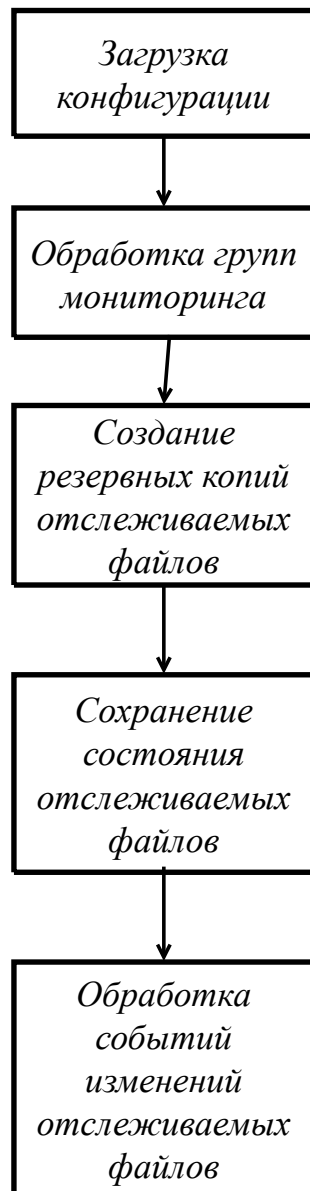 Загрузка
конфигурации
Обработка групп
мониторинга
Создание
резервных копий
отслеживаемых
файлов
Сохранение
состояния
отслеживаемых
файлов
Обработка
событий
изменений
отслеживаемых
файлов